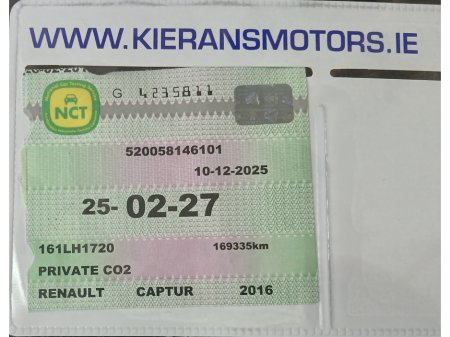 WWW.KIERANSMOTORS.IE
G 4235811
NCT
520058146101
10-12-2025
25- 02-27
161LH1720 169335km
PRIVATE CO2
RENAULT CAPTUR 2016